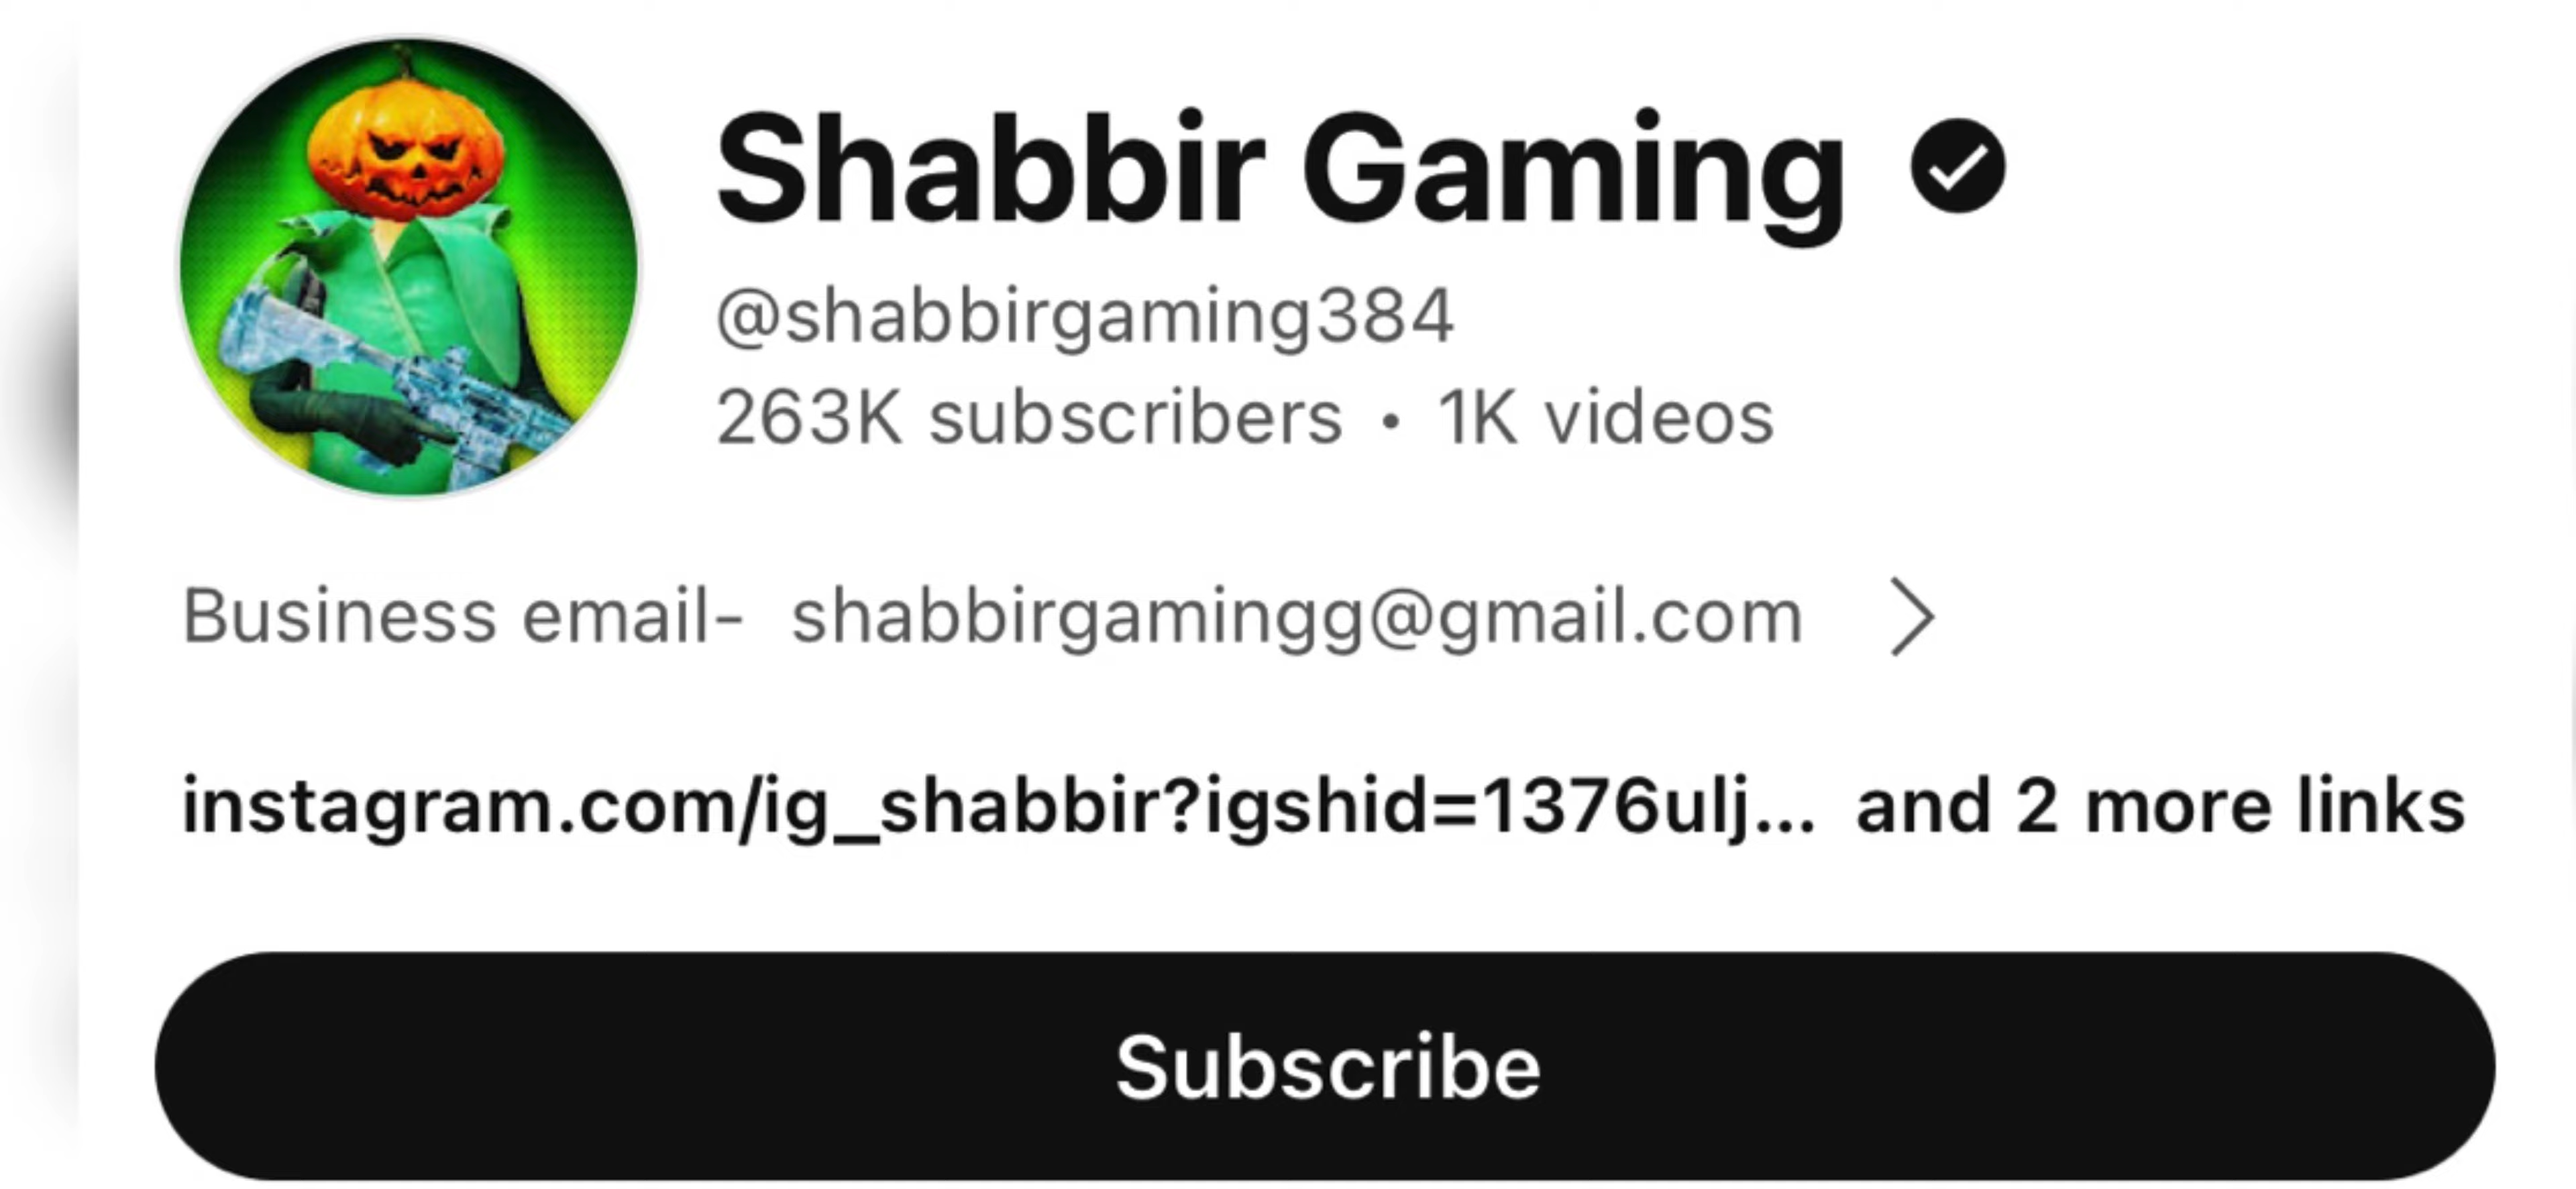 Shabbir Gaming
@shabbirgaming384
263K subscribers • 1K videos
Business email-  shabbirgamingg@gmail.com
instagram.com/ig_shabbir?igshid=1376ulj...  and 2 more links
Subscribe